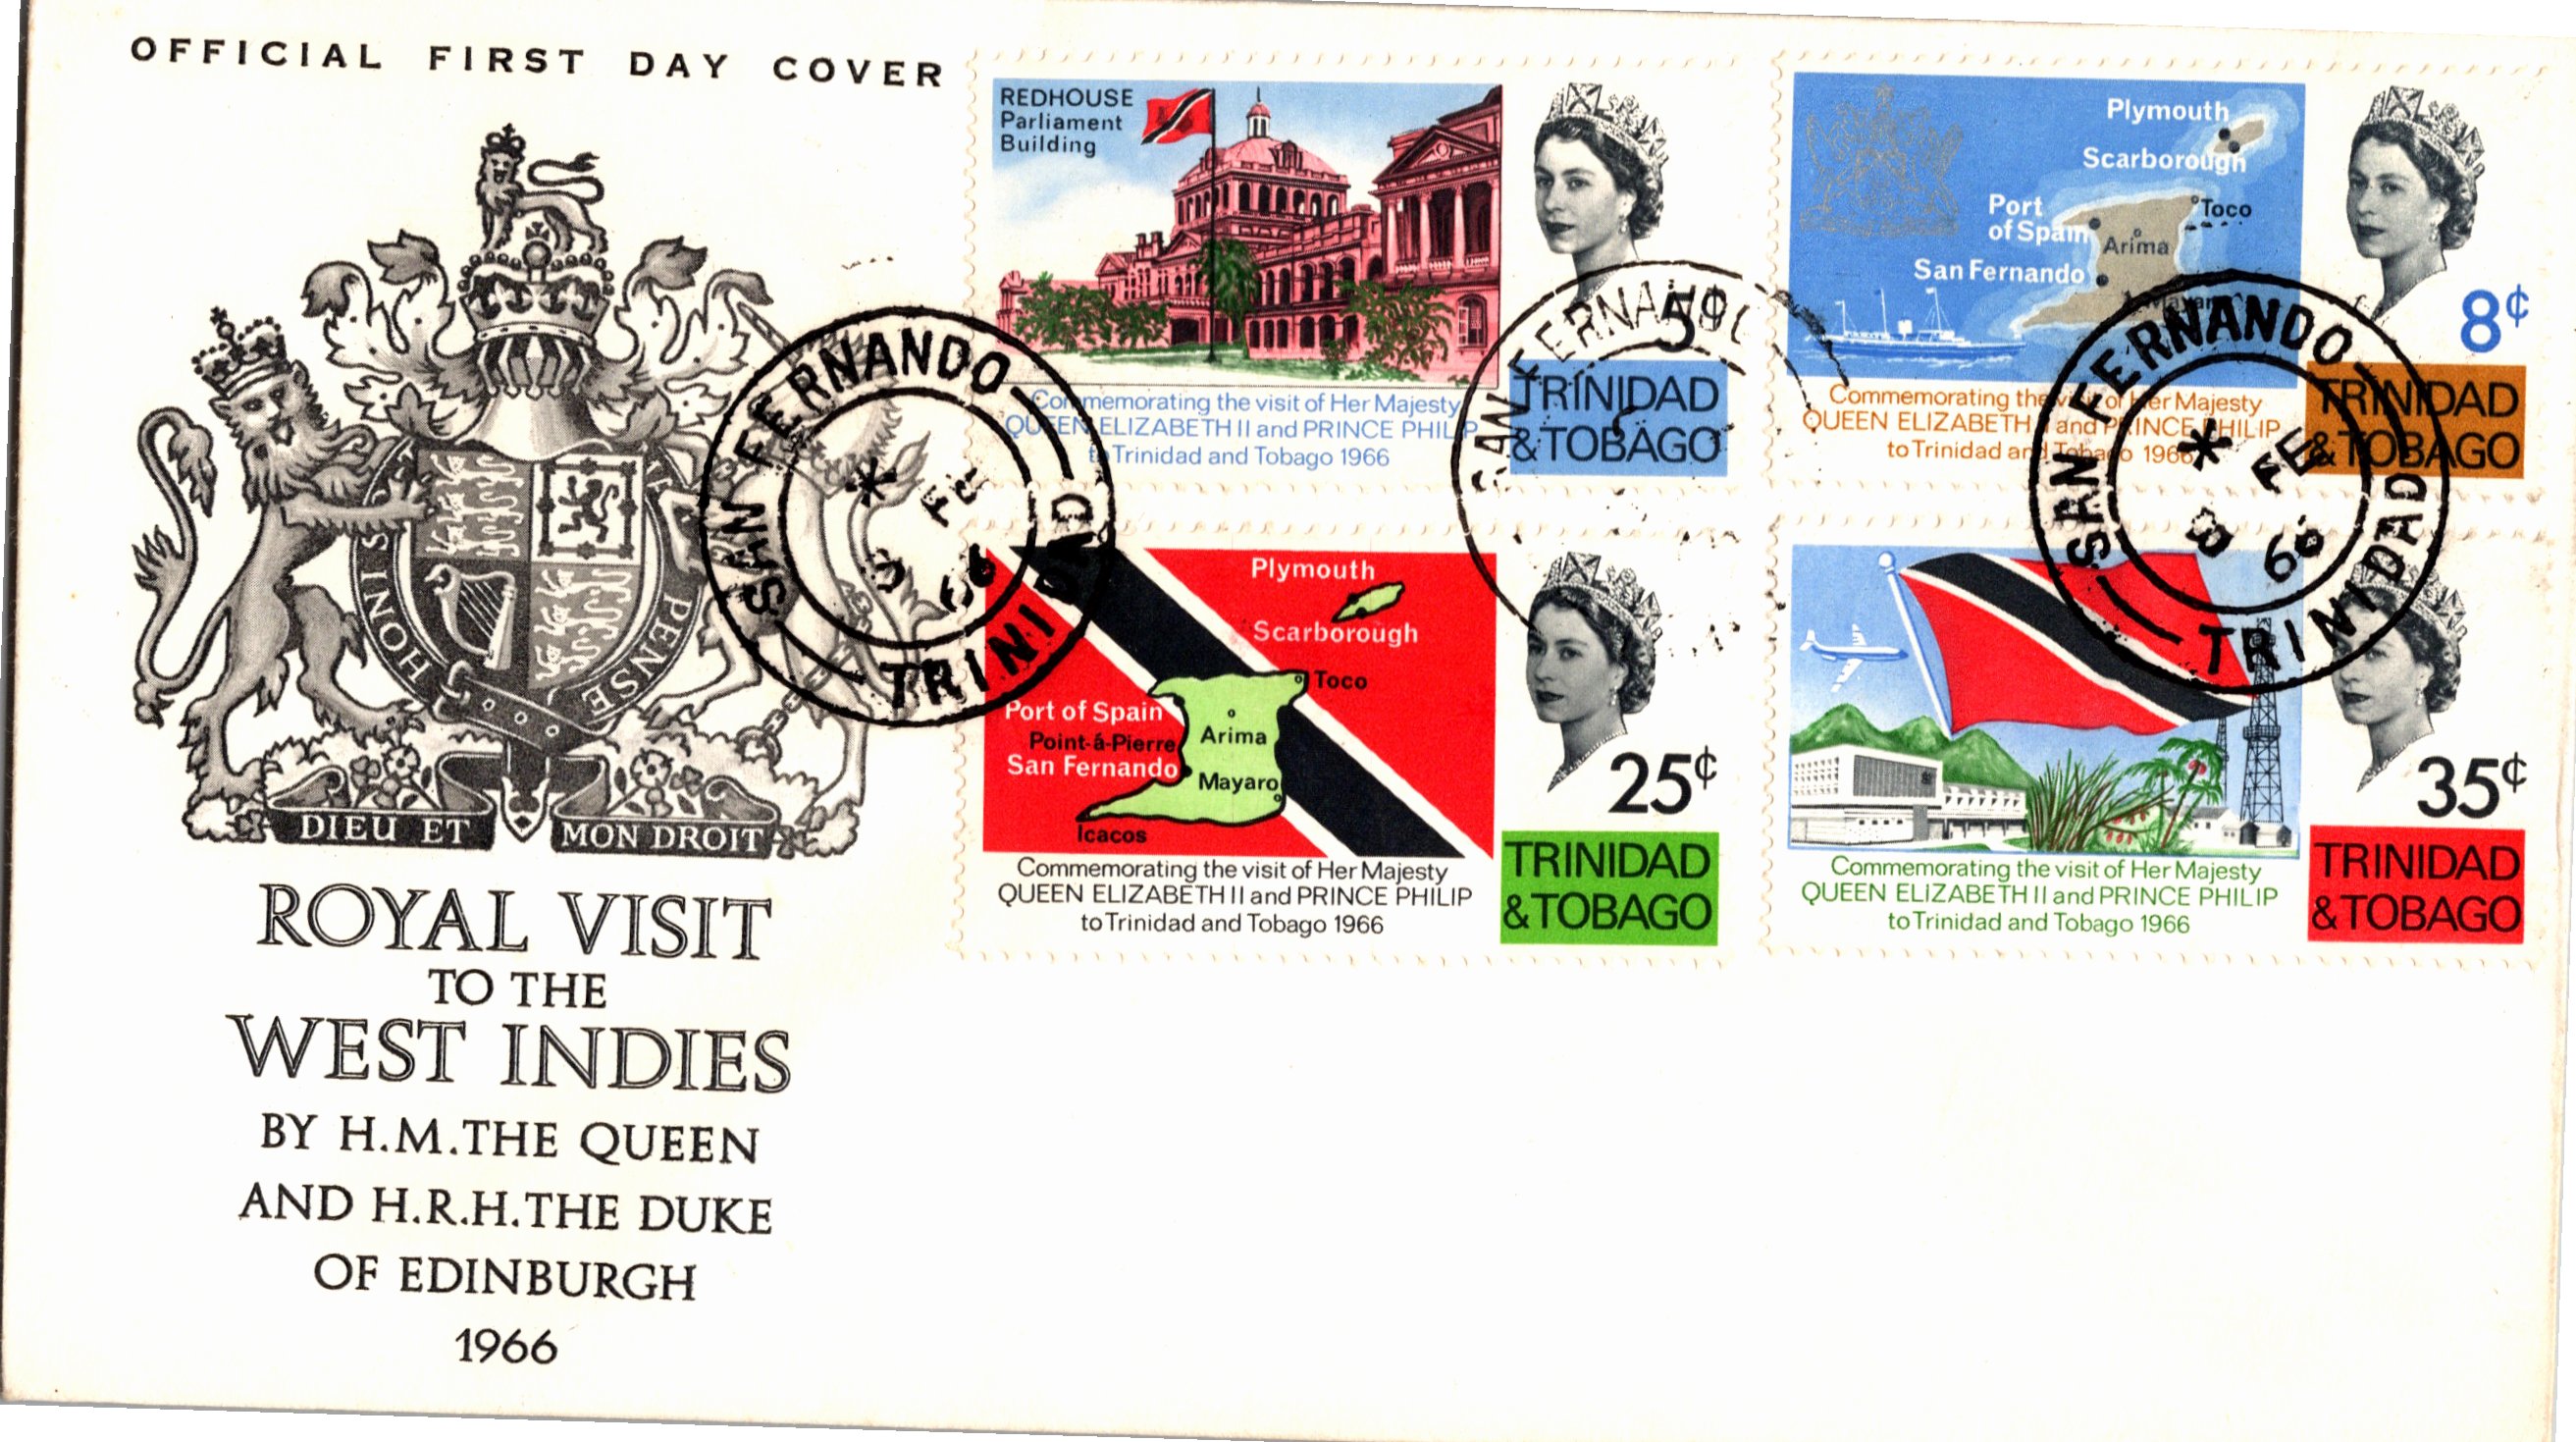 OFFICIAL FIRST DAY COVER
HONI
PENSE
DIEU ET MON DROIT
ROYAL VISIT
TO THE
WEST INDIES
BY H.M.THE QUEEN
AND H.R.H.THE DUKE
OF EDINBURGH
1966
REDHOUSE
Parliament
Building
5¢
Commemorating the visit of Her Majesty
QUEEN ELIZABETH II and PRINCE PHILIP
to Trinidad and Tobago 1966
TRINIDAD
& TOBAGO
Plymouth
Scarborough
Port
of Spain
Toco
Arima
San Fernando
Mayaro
8¢
Commemorating the visit of Her Majesty
QUEEN ELIZABETH II and PRINCE PHILIP
to Trinidad and Tobago 1966
TRINIDAD
& TOBAGO
Plymouth
Scarborough
Toco
Port of Spain
Arima
Point-á-Pierre
San Fernando
Mayaro
Icacos
25¢
Commemorating the visit of Her Majesty
QUEEN ELIZABETH II and PRINCE PHILIP
to Trinidad and Tobago 1966
TRINIDAD
& TOBAGO
35¢
Commemorating the visit of Her Majesty
QUEEN ELIZABETH II and PRINCE PHILIP
to Trinidad and Tobago 1966
TRINIDAD
& TOBAGO
SAN FERNANDO
*
FE
66
TRINIDAD
SAN FERNANDO
SAN FERNANDO
*
8 FE
66
TRINIDAD